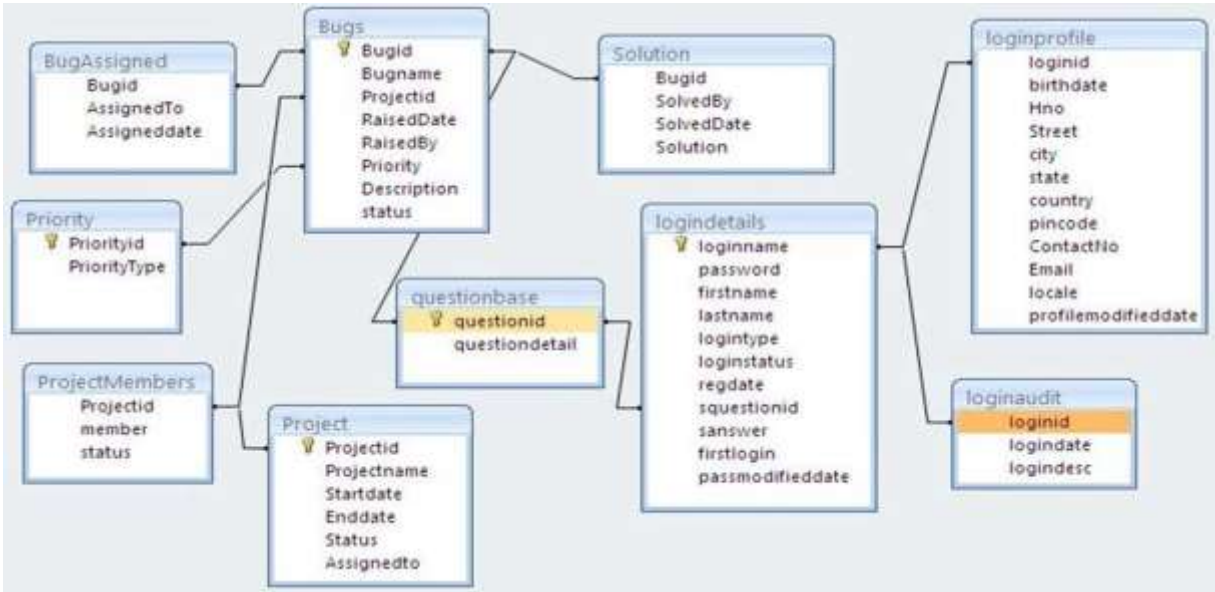 BugAssigned
Bugid
AssignedTo
Assigneddate
Bugs
Bugid
Bugname
Projectid
RaisedDate
RaisedBy
Priority
Description
status
Solution
Bugid
SolvedBy
SolvedDate
Solution
loginprofile
loginid
birthdate
Hno
Street
city
state
country
pincode
ContactNo
Email
locale
profilemodifieddate
Priority
Priorityid
PriorityType
questionbase
questionid
questiondetail
logindetails
loginname
password
firstname
lastname
logintype
loginstatus
regdate
squestionid
sanswer
firstlogin
passmodifieddate
ProjectMembers
Projectid
member
status
Project
Projectid
Projectname
Startdate
Enddate
Status
Assignedto
loginaudit
loginid
logindate
logindesc